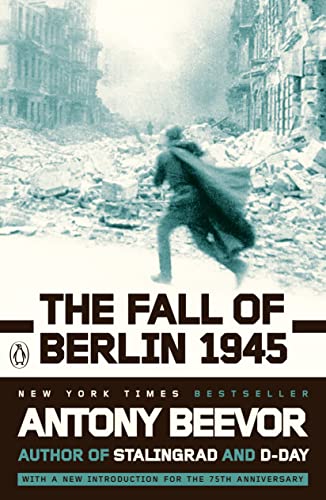 THE FALL OF
BERLIN 1945
NEW YORK TIMES BESTSELLER
ANTONY BEEVOR
AUTHOR OF STALINGRAD AND D-DAY
WITH A NEW INTRODUCTION FOR THE 75TH ANNIVERSARY